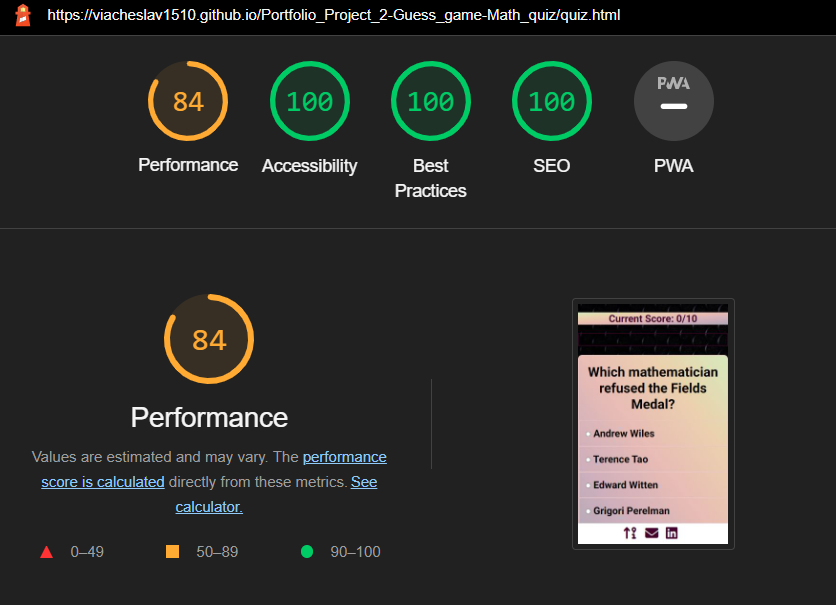 https://viacheslav1510.github.io/Portfolio_Project_2-Guess_game-Math_quiz/quiz.html
84
100
100
100
PWA
Performance
Accessibility
Best
Practices
SEO
PWA
84
Performance
Values are estimated and may vary. The performance
score is calculated directly from these metrics. See
calculator.
0–49
50–89
90–100
Current Score: 0/10
Which mathematician
refused the Fields
Medal?
Andrew Wiles
Terence Tao
Edward Witten
Grigori Perelman